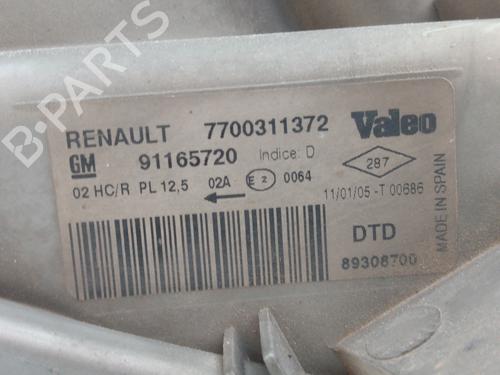 RENAULT 7700311372 Valeo
GM 91165720 Indice: D
287
02 HC/R PL 12,5 02A E2 0064
11/01/05 -T 00686
DTD
89308700
MADE IN SPAIN
B-PARTS